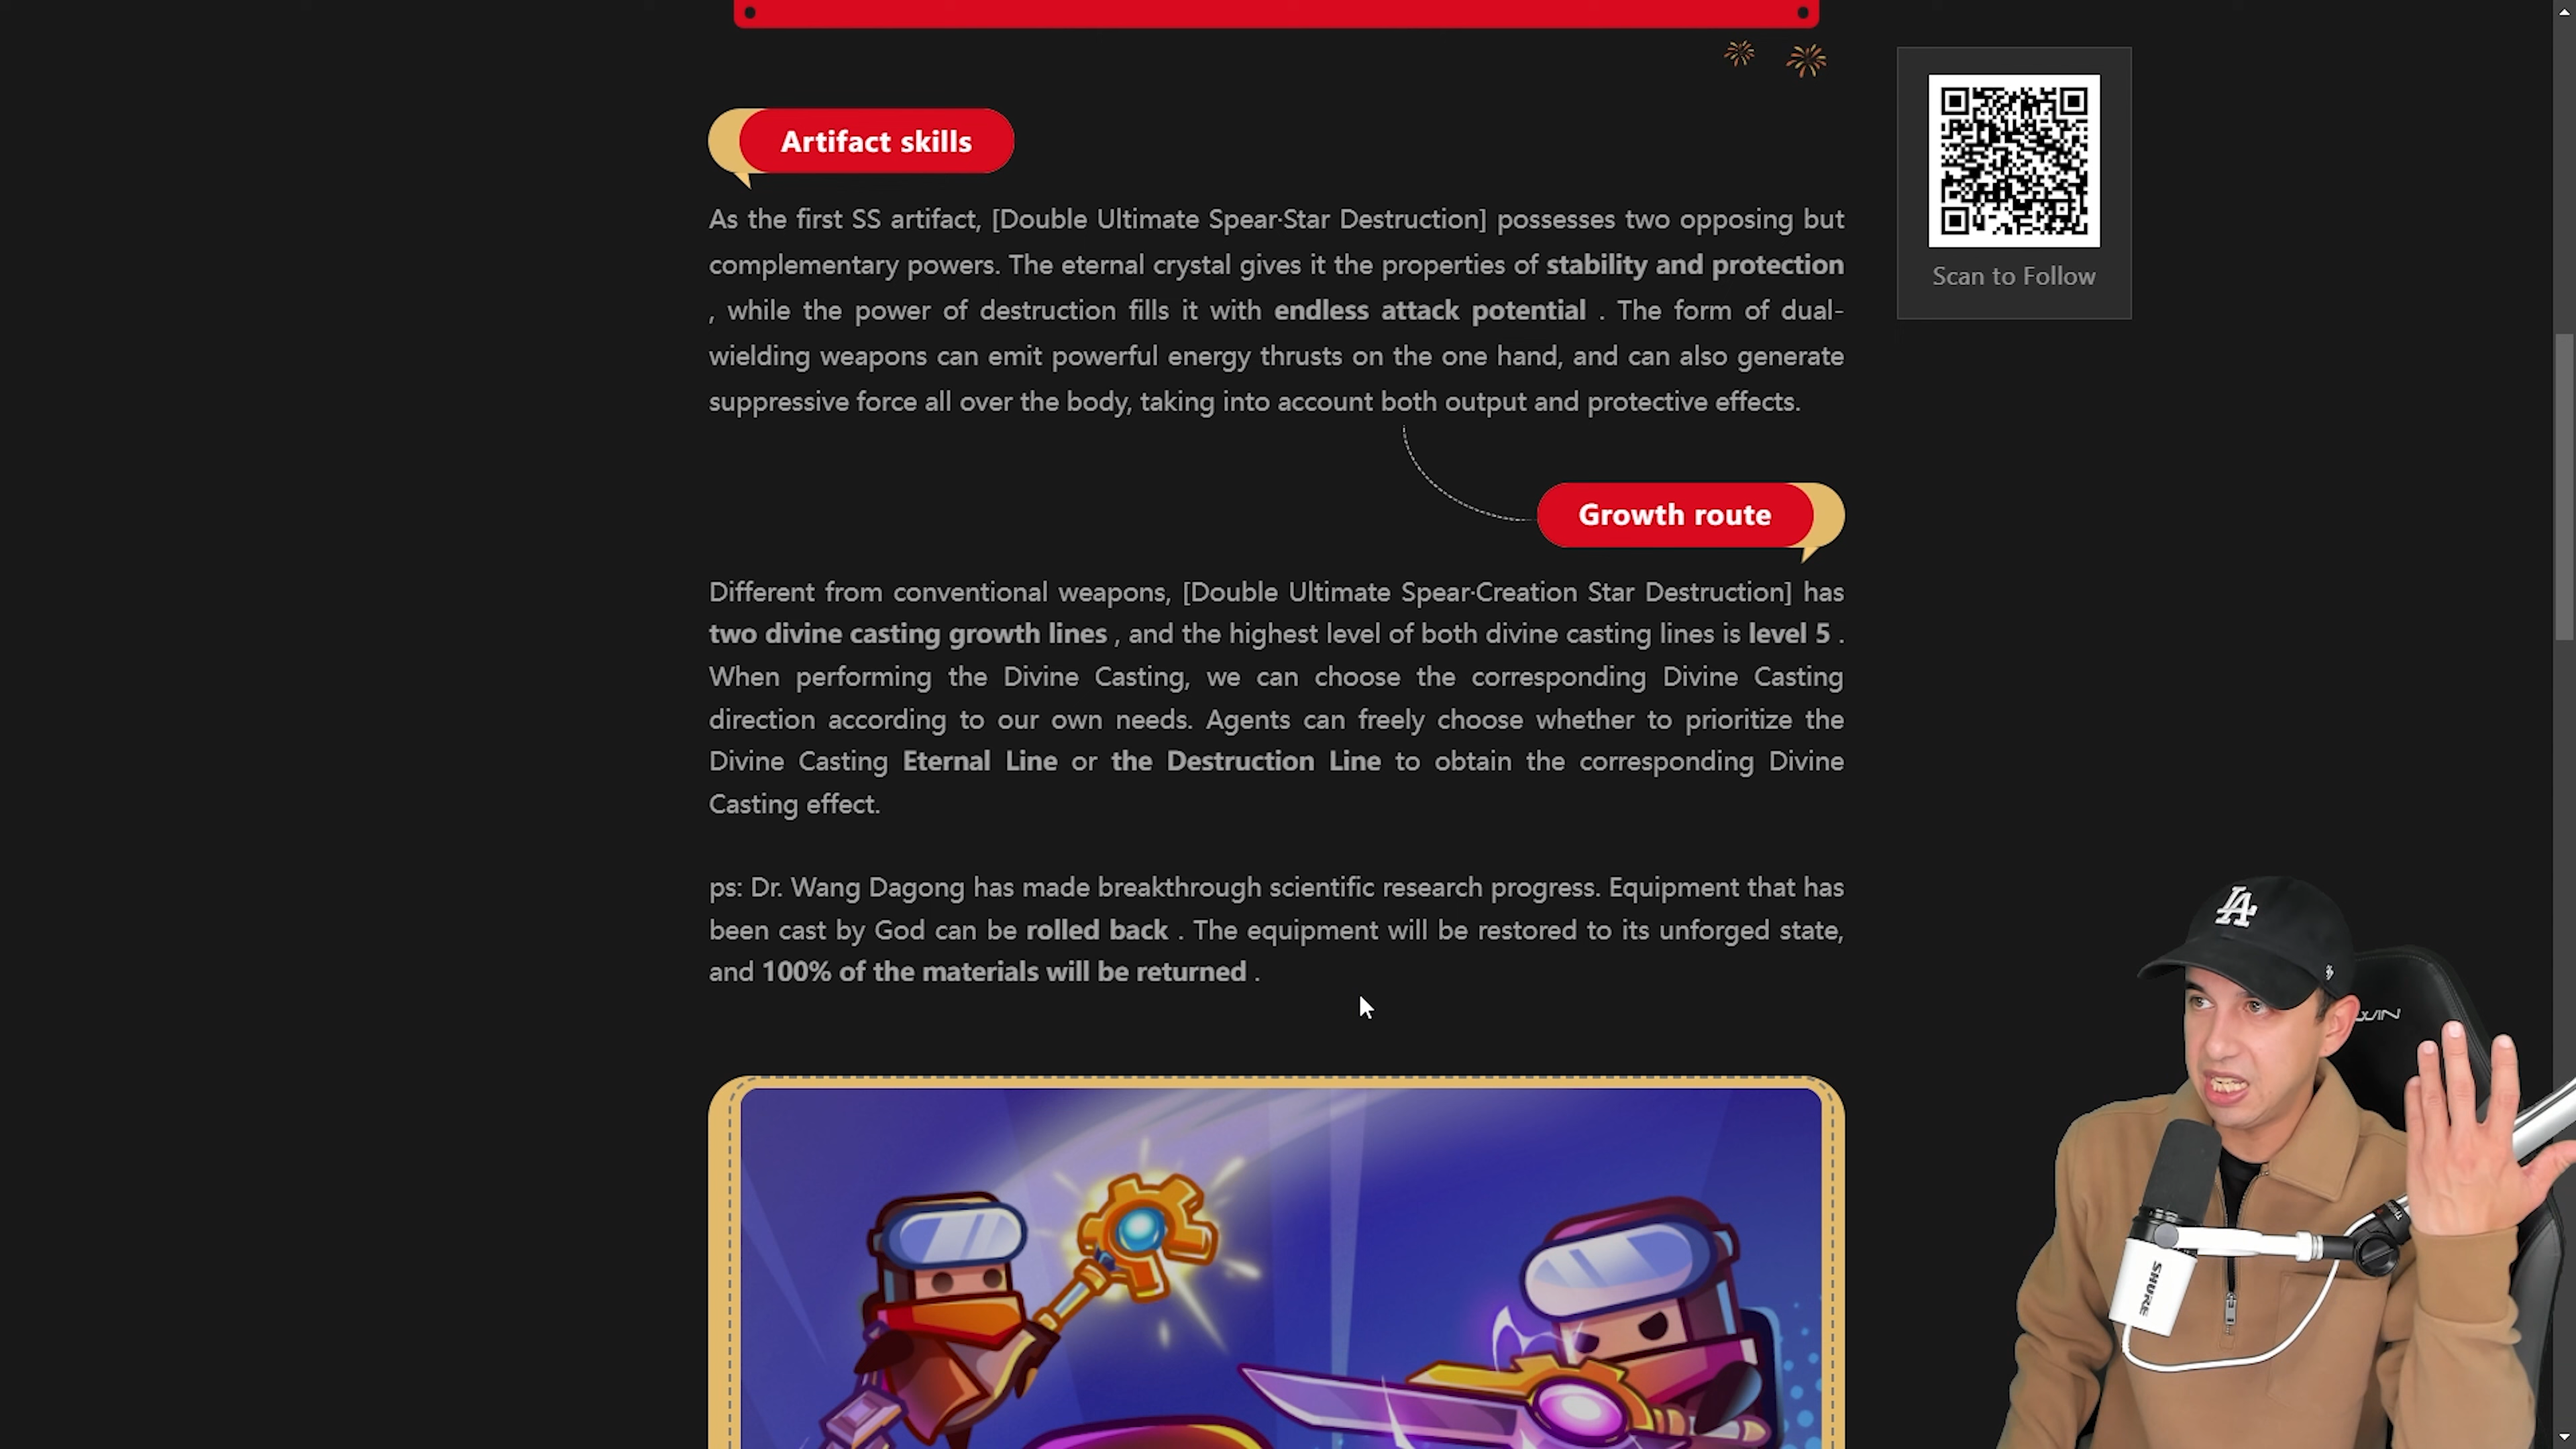 Artifact skills
As the first SS artifact, [Double Ultimate Spear·Star Destruction] possesses two opposing but
complementary powers. The eternal crystal gives it the properties of stability and protection
, while the power of destruction fills it with endless attack potential . The form of dual-
wielding weapons can emit powerful energy thrusts on the one hand, and can also generate
suppressive force all over the body, taking into account both output and protective effects.
Scan to Follow
Growth route
Different from conventional weapons, [Double Ultimate Spear·Creation Star Destruction] has
two divine casting growth lines , and the highest level of both divine casting lines is level 5 .
When performing the Divine Casting, we can choose the corresponding Divine Casting
direction according to our own needs. Agents can freely choose whether to prioritize the
Divine Casting Eternal Line or the Destruction Line to obtain the corresponding Divine
Casting effect.
ps: Dr. Wang Dagong has made breakthrough scientific research progress. Equipment that has
been cast by God can be rolled back . The equipment will be restored to its unforged state,
and 100% of the materials will be returned .
LA
SHURE